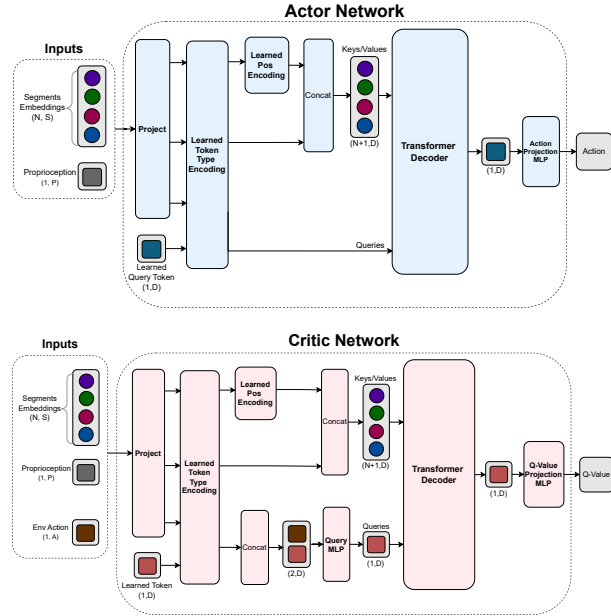 Actor Network
Inputs
Segments
Embeddings
(N, S)
Proprioception
(1, P)
Project
Learned
Token
Type
Encoding
Learned
Pos
Encoding
Concat
Keys/Values
(N+1,D)
Transformer
Decoder
(1,D)
Action
Projection
MLP
Action
Queries
Learned
Query Token
(1,D)
Critic Network
Inputs
Segments
Embeddings
(N, S)
Proprioception
(1, P)
Env Action
(1, A)
Project
Learned
Token
Type
Encoding
Learned
Pos
Encoding
Concat
Keys/Values
(N+1,D)
Transformer
Decoder
(1,D)
Q-Value
Projection
MLP
Q-Value
Concat
(2,D)
Query
MLP
Queries
(1,D)
Learned Token
(1,D)